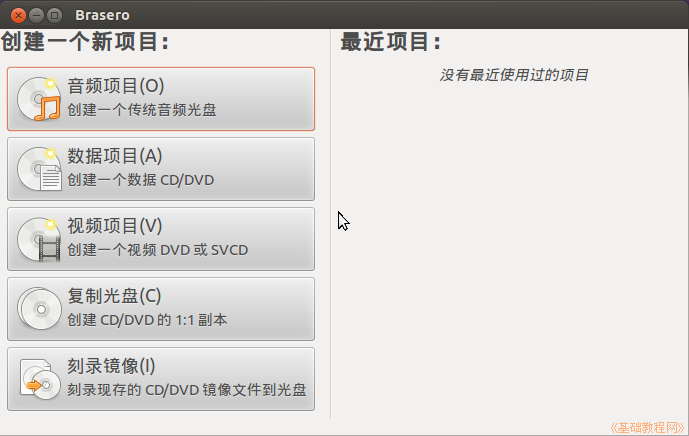 Brasero
创建一个新项目：
音频项目(O)
创建一个传统音频光盘
数据项目(A)
创建一个数据 CD/DVD
视频项目(V)
创建一个视频 DVD 或 SVCD
复制光盘(C)
创建 CD/DVD 的 1:1 副本
刻录镜像(I)
刻录现存的 CD/DVD 镜像文件到光盘
最近项目：
没有最近使用过的项目
《基础教程网》